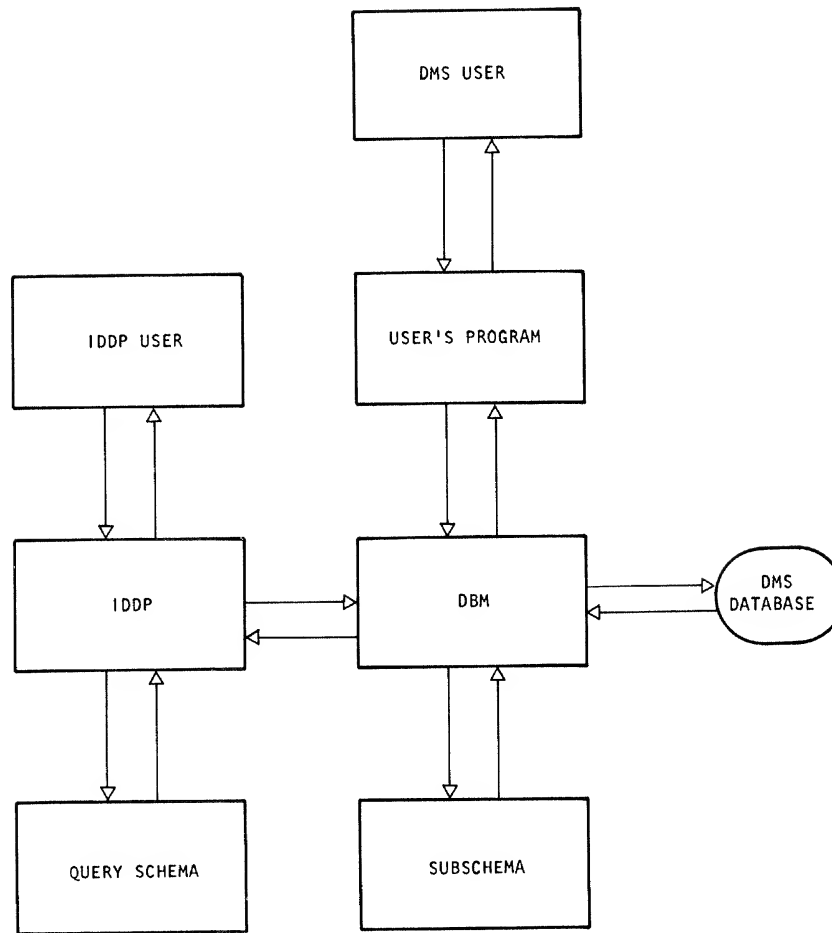 DMS USER
IDDP USER
USER'S PROGRAM
IDDP
DBM
DMS
DATABASE
QUERY SCHEMA
SUBSCHEMA